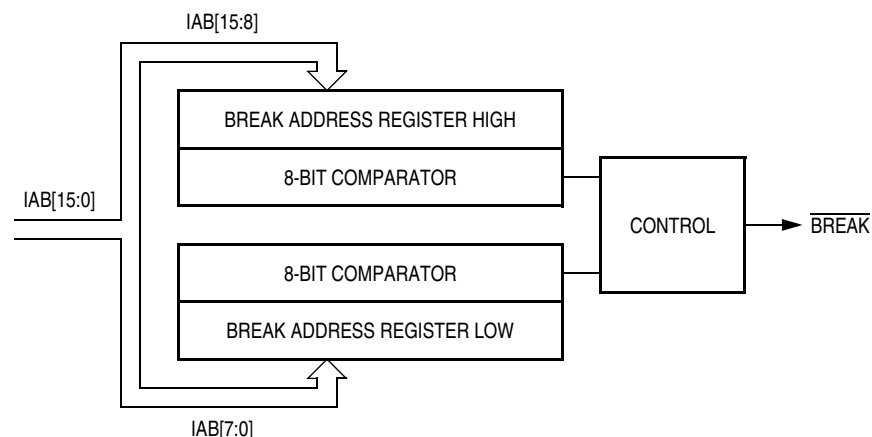 IAB[15:8]
BREAK ADDRESS REGISTER HIGH
8-BIT COMPARATOR
IAB[15:0]
CONTROL
BREAK
8-BIT COMPARATOR
BREAK ADDRESS REGISTER LOW
IAB[7:0]